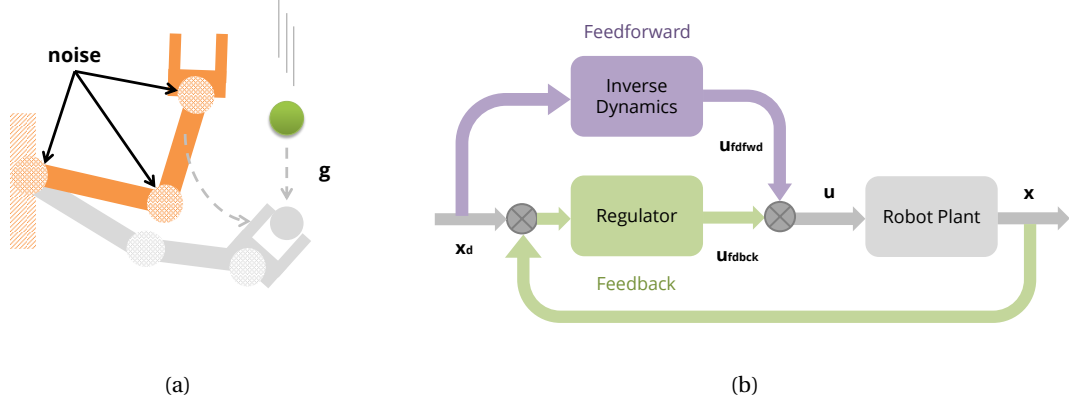 noise
g
(a)
Feedforward
Inverse
Dynamics
ufdfwd
xd
Regulator
ufdbck
Feedback
u
Robot Plant
x
(b)